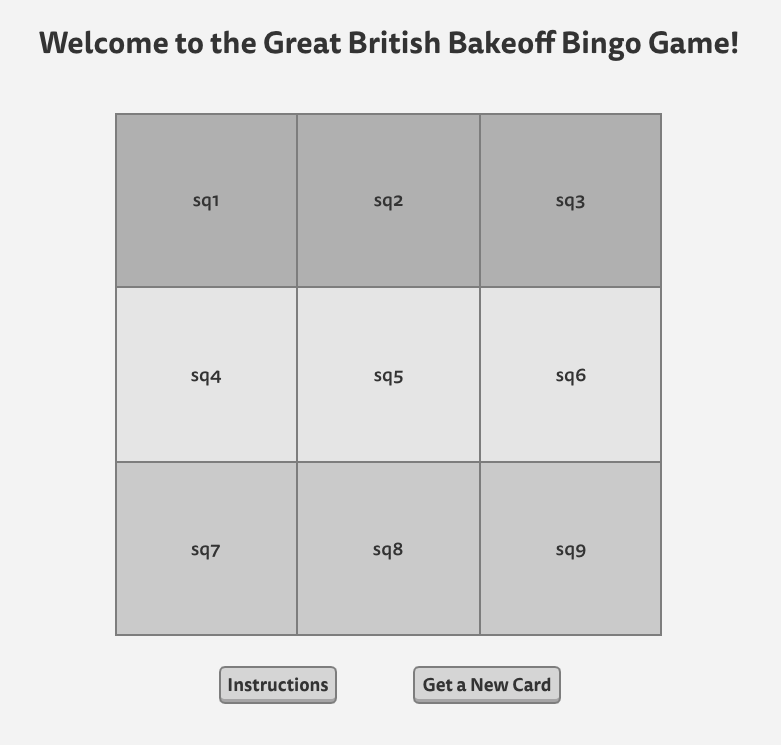 Welcome to the Great British Bakeoff Bingo Game!
sq1 sq2 sq3
sq4 sq5 sq6
sq7 sq8 sq9
Instructions Get a New Card